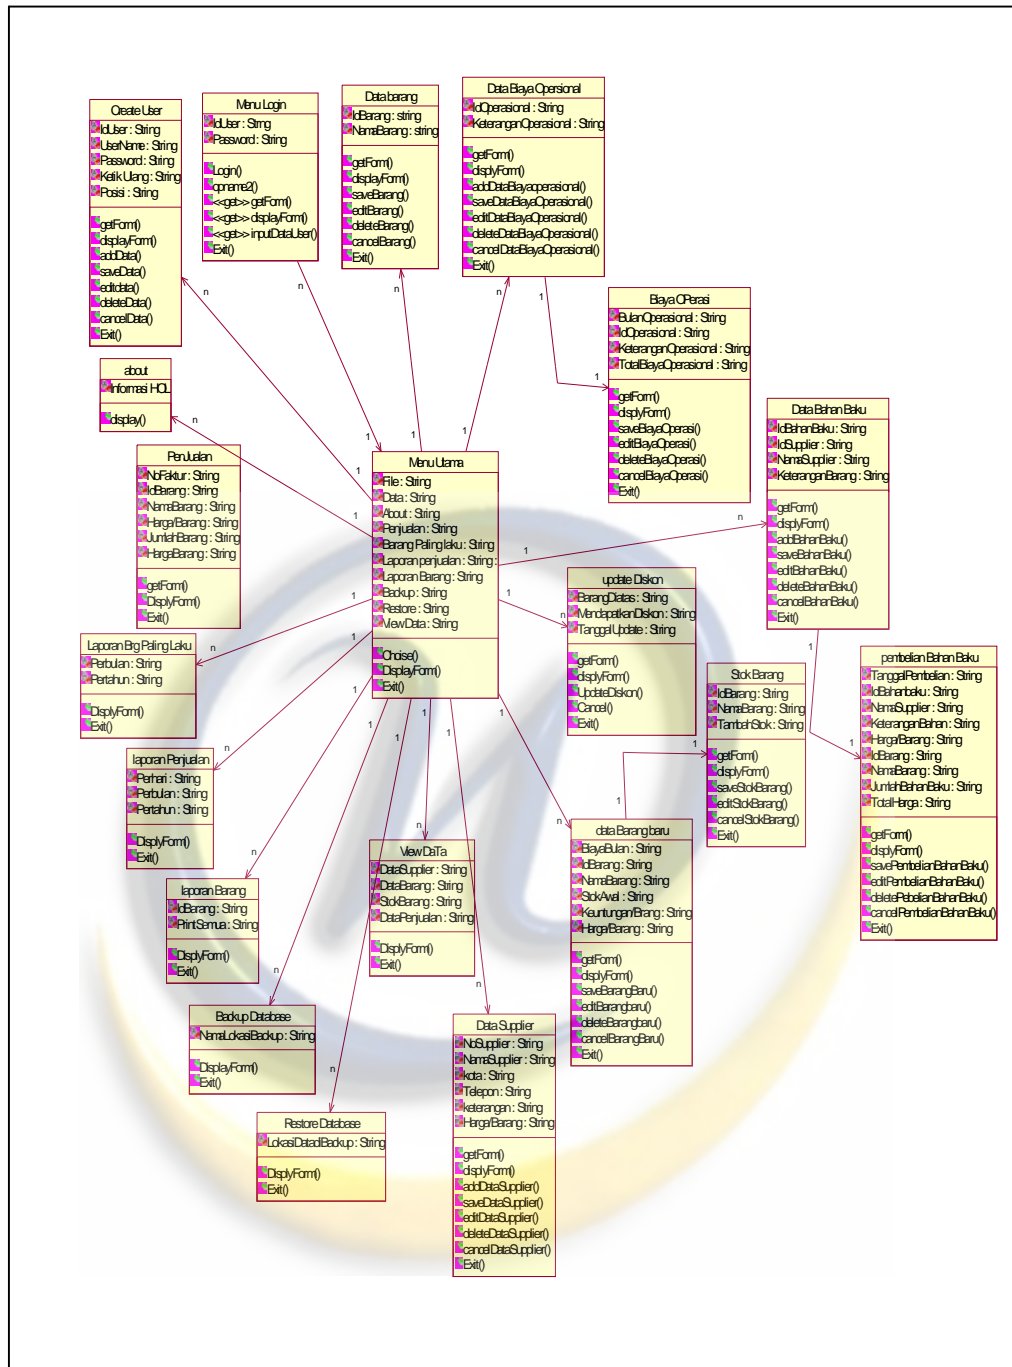 Create User
IdUser : String
UserName : String
Password : String
Ketik Ulang : String
Posisi : String
getForm()
displayForm()
addData()
saveData()
editdata()
deleteData()
cancelData()
Exit()
Menu Login
IdUser : String
Password : String
Login()
opname2()
<<get>> getForm()
<<get>> displayForm()
<<get>> inputDataUser()
Exit()
Data barang
IdBarang : string
NamaBarang : string
getForm()
displayForm()
saveBarang()
editBarang()
deleteBarang()
cancelBarang()
Exit()
Data Biaya Opersional
IdOperasional : String
KeteranganOperasional : String
getForm()
displyForm()
addDataBiayaoperasional()
saveDataBiayaOperasional()
editDataBiayaOperasional()
deleteDataBiayaOperasional()
cancelDataBiayaOperasional()
Exit()
Biaya OPerasi
BulanOperasional : String
IdOperasional : String
KeteranganOperasional : String
TotalBiayaOperasional : String
getForm()
displyForm()
saveBiayaOperasi()
editBiayaOperasi()
deleteBiayaOPerasi()
cancelBiayaOPerasi()
Exit()
about
Informasi HOL
display()
PenJualan
NoFaktur : String
IdBarang : String
NamaBarang : String
Harga/Barang : String
JumlahBarang : String
HargaBarang : String
getForm()
DisplyForm()
Exit()
Menu Utama
File : String
Data : String
About : String
Penjualan : String
Barang Paling laku : String
Laporan penjualan : String
Laporan Barang : String
Backup : String
Restore : String
ViewData : String
Choise()
DisplayForm()
Exit()
Data Bahan Baku
IdBahanBaku : String
IdSupplier : String
NamaSupplier : String
KeteranganBarang : String
getForm()
displyForm()
addBahanBaku()
saveBahanBaku()
editBahanBaku()
deleteBahanBaku()
cancelBahanBaku()
Exit()
update Diskon
BarangDiatas : String
MendapatkanDiskon : String
TanggalUpdate : String
getForm()
displyForm()
UpdateDiskon()
Cancel()
Exit()
Laporan Brg Paling Laku
Perbulan : String
Pertahun : String
DisplyForm()
Exit()
Stok Barang
IdBarang : String
NamaBarang : String
TambahStok : String
getForm()
displyForm()
saveStokBarang()
editStokBarang()
cancelStokBarang()
Exit()
pembelian Bahan Baku
TanggalPembelian : String
IdBahanbaku : String
NamaSupplier : String
KeteranganBahan : String
Harga/Barang : String
IdBarang : String
NamaBarang : String
JumlahBahanBaku : String
TotalHarga : String
getForm()
displyForm()
savePembelianBahanBaku()
editPembelianBahanBaku()
deletePebelianBahanBaku()
cancelPembelianBahanBaku()
Exit()
laporan Penjualan
Perhari : String
Perbulan : String
Pertahun : String
DisplyForm()
Exit()
laporan Barang
IdBarang : String
PrintSemua : String
DisplyForm()
Exit()
View DaTa
DataSupplier : String
DataBarang : String
StokBarang : String
DataPenjualan : String
DisplyForm()
Exit()
data Barang baru
BiayaBulan : String
IdBarang : String
NamaBarang : String
StokAwal : String
Keuntungan/Brang : String
Harga/Barang : String
getForm()
displyForm()
saveBarangBaru()
editBarangbaru()
deleteBarangbaru()
cancelBarangBaru()
Exit()
Backup Database
NamaLokasiBackup : String
DisplayForm()
Exit()
Restore Database
LokasiDatadiBackup : String
DisplyForm()
Exit()
Data Supplier
NoSupplier : String
NamaSupplier : String
kota : String
Telepon : String
keterangan : String
Harga/Barang : String
getForm()
displyForm()
addDataSupplier()
saveDataSupplier()
editDataSupplier()
deleteDataSupplier()
cancelDataSupplier()
Exit()